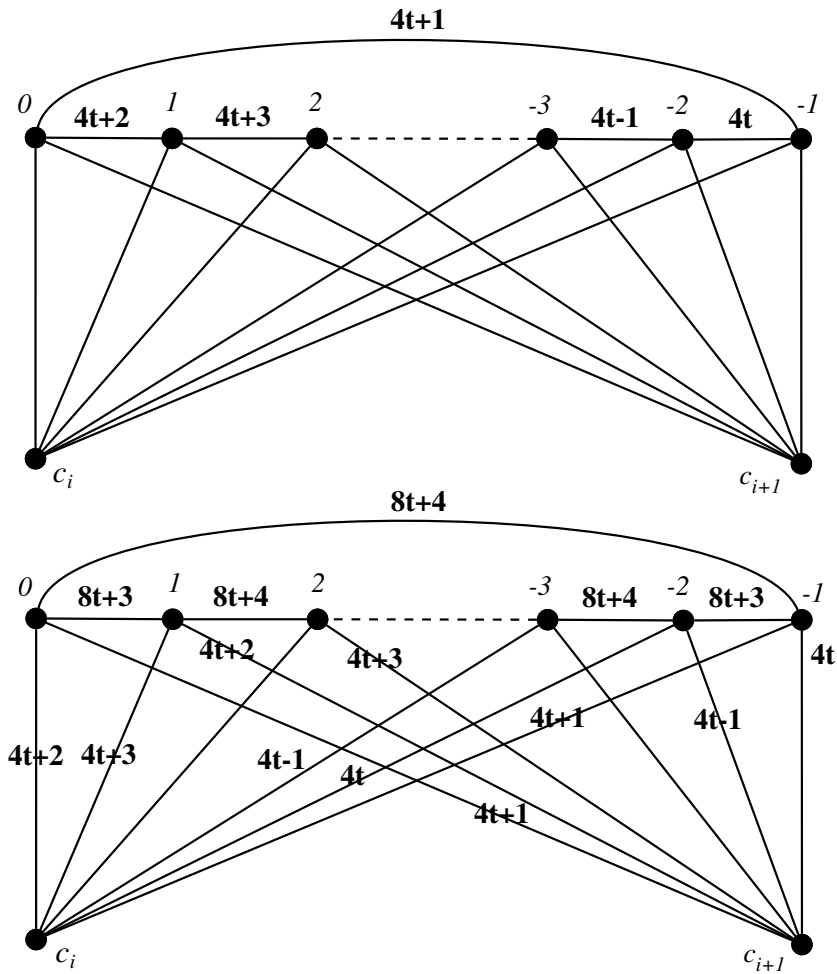 4t+1
0 1 2 -3 -2 -1
4t+2 4t+3 4t-1 4t
c_i c_{i+1}
8t+4
0 1 2 -3 -2 -1
8t+3 8t+4 8t+4 8t+3
4t+2 4t+3 4t
4t+1 4t-1
4t+2 4t+3 4t-1 4t
4t+1
c_i c_{i+1}